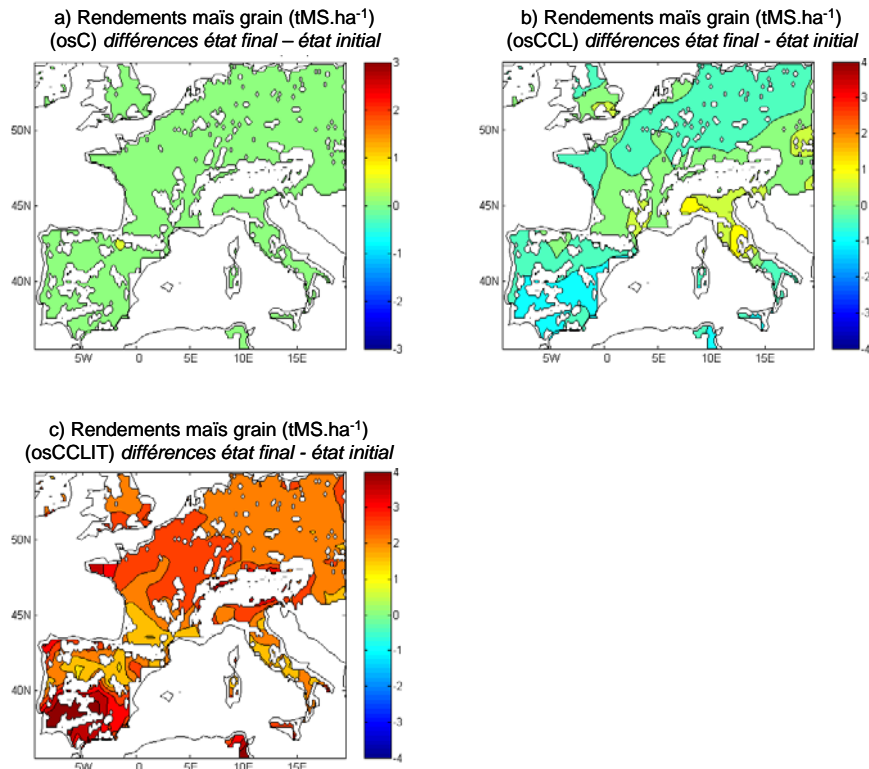 a) Rendements maïs grain (tMS.ha⁻¹)
(osC) différences état final – état initial
3
2
1
0
-1
-2
-3
50N
45N
40N
5W 0 5E 10E 15E
b) Rendements maïs grain (tMS.ha⁻¹)
(osCCL) différences état final - état initial
4
3
2
1
0
-1
-2
-3
-4
50N
45N
40N
5W 0 5E 10E 15E
c) Rendements maïs grain (tMS.ha⁻¹)
(osCCLIT) différences état final - état initial
4
3
2
1
0
-1
-2
-3
-4
50N
45N
40N
5W 0 5E 10E 15E